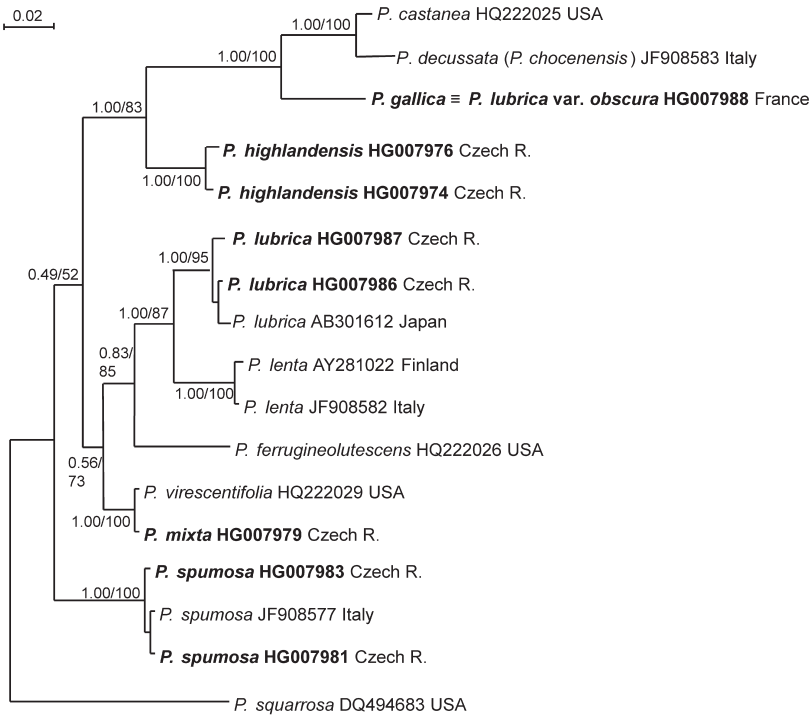 0.02
P. castanea HQ222025 USA
1.00/100
P. decussata (P. chocenensis) JF908583 Italy
1.00/100
P. gallica ≡ P. lubrica var. obscura HG007988 France
1.00/83
P. highlandensis HG007976 Czech R.
1.00/100
P. highlandensis HG007974 Czech R.
P. lubrica HG007987 Czech R.
1.00/95
0.49/52
P. lubrica HG007986 Czech R.
1.00/87
P. lubrica AB301612 Japan
0.83/
85
P. lenta AY281022 Finland
1.00/100
P. lenta JF908582 Italy
P. ferrugineolutescens HQ222026 USA
0.56/
73
P. virescentifolia HQ222029 USA
1.00/100
P. mixta HG007979 Czech R.
P. spumosa HG007983 Czech R.
1.00/100
P. spumosa JF908577 Italy
P. spumosa HG007981 Czech R.
P. squarrosa DQ494683 USA